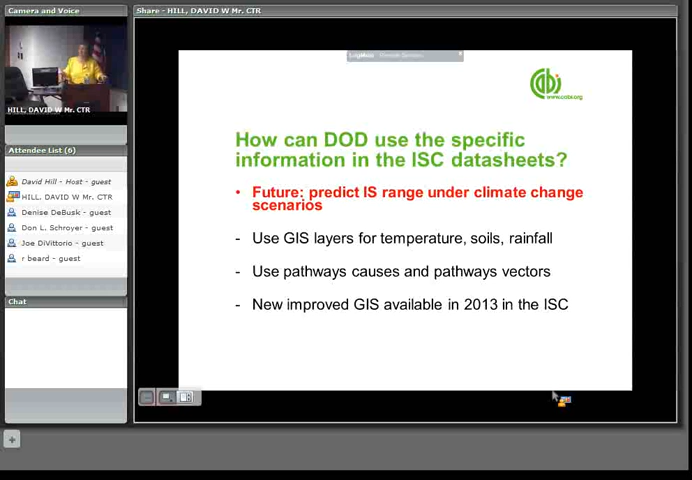 Camera and Voice
HILL, DAVID W Mr. CTR
Attendee List (6)
David Hill - Host - guest
HILL. DAVID W Mr. CTR
Denise DeBusk - guest
Don L. Schroyer - guest
Joe DiVittorio - guest
r beard - guest
Chat
Share - HILL, DAVID W Mr. CTR
cabi
www.cabi.org
How can DOD use the specific
information in the ISC datasheets?
• Future: predict IS range under climate change
scenarios
- Use GIS layers for temperature, soils, rainfall
- Use pathways causes and pathways vectors
- New improved GIS available in 2013 in the ISC